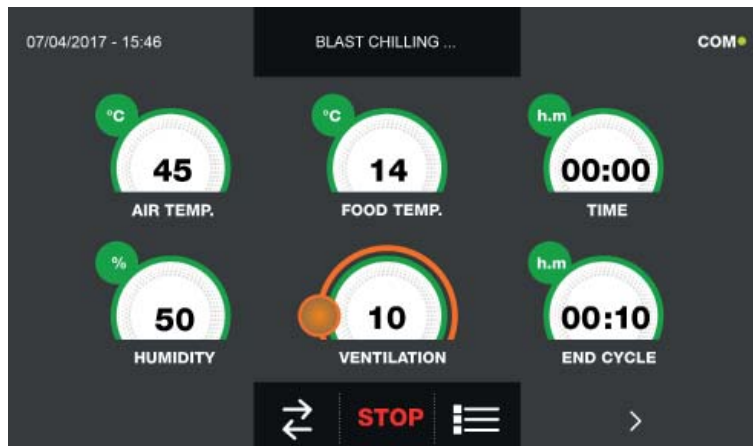 07/04/2017 - 15:46
BLAST CHILLING ...
COM
°C
45
AIR TEMP.
°C
14
FOOD TEMP.
h.m
00:00
TIME
%
50
HUMIDITY
10
VENTILATION
h.m
00:10
END CYCLE
STOP